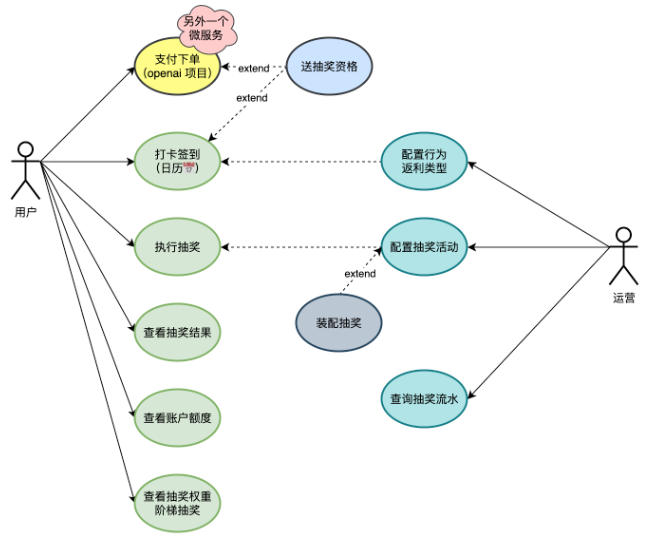 另外一个
微服务
支付下单
(openai 项目)
extend
送抽奖资格
extend
打卡签到
(日历)
配置行为
返利类型
用户
执行抽奖
配置抽奖活动
运营
extend
装配抽奖
查看抽奖结果
查看账户额度
查询抽奖流水
查看抽奖权重
阶梯抽奖